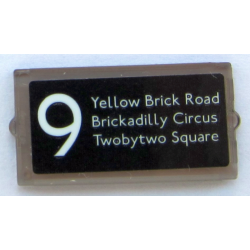 9
Yellow Brick Road
Brickadilly Circus
Twobytwo Square